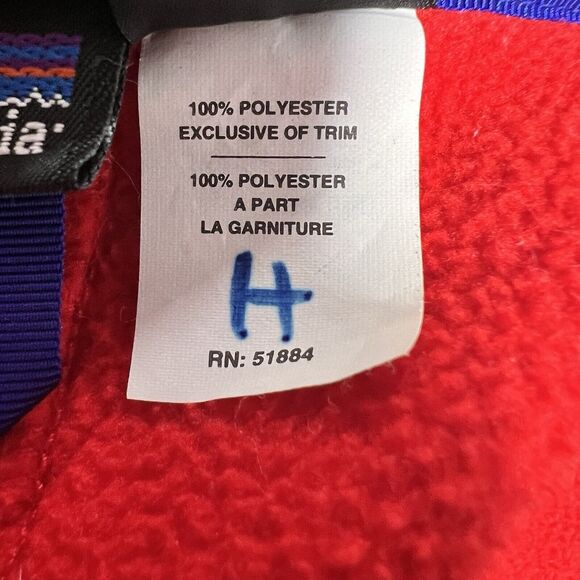 100% POLYESTER
EXCLUSIVE OF TRIM
100% POLYESTER
A PART
LA GARNITURE
H
RN: 51884